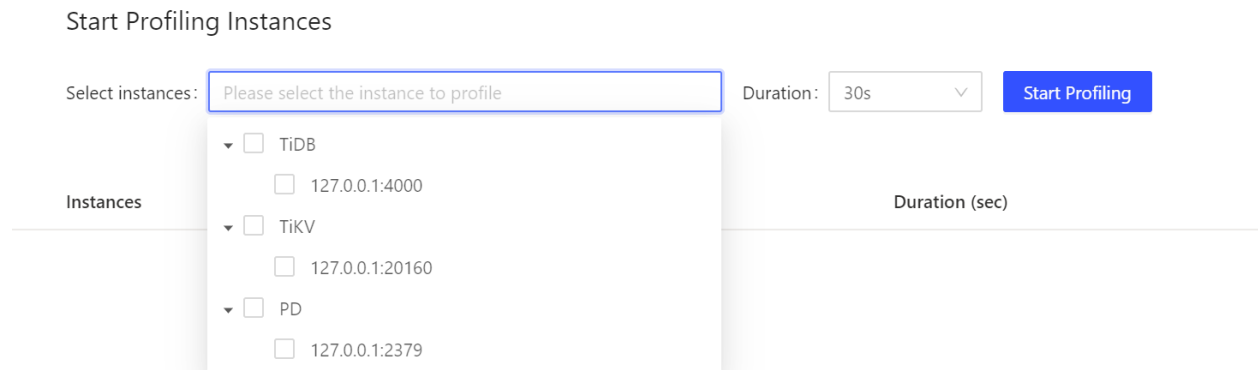 Start Profiling Instances
Select instances: Please select the instance to profile Duration: 30s Start Profiling
TiDB
127.0.0.1:4000
Instances Duration (sec)
TiKV
127.0.0.1:20160
PD
127.0.0.1:2379